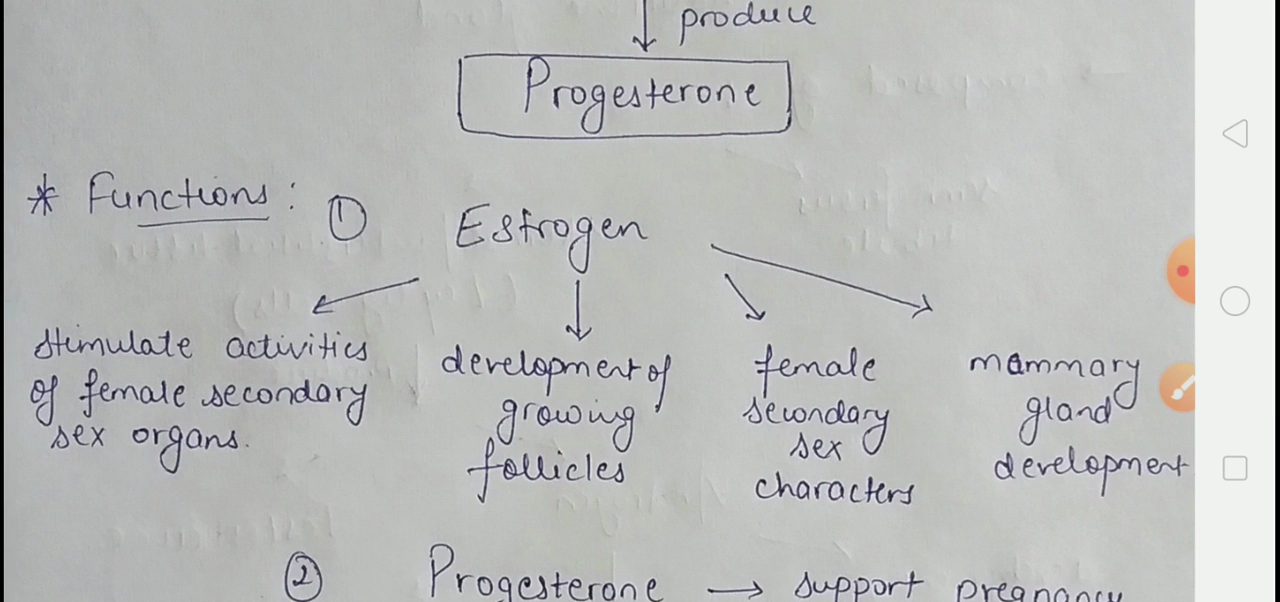 produce
Progesterone
* Functions :
① Estrogen
stimulate activities
of female secondary
sex organs.
development of
growing
follicles
female
secondary
sex
characters
mammary
gland
development
② Progesterone → support pregnancy